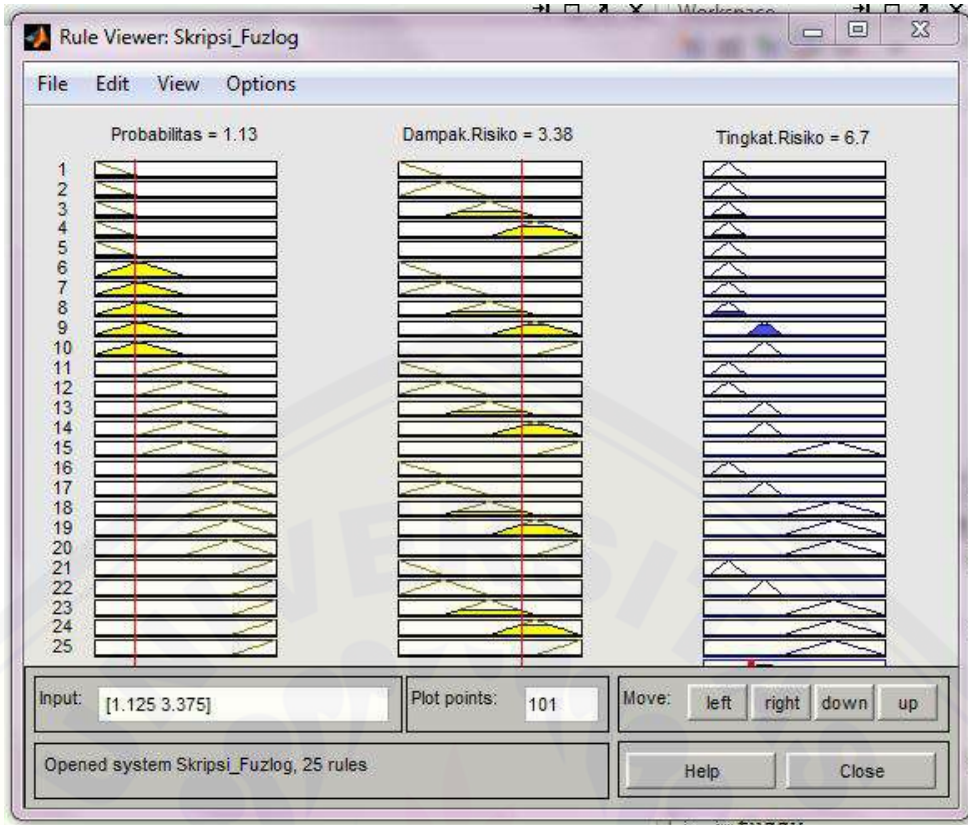 Workspace
Rule Viewer: Skripsi_Fuzlog
File Edit View Options
Probabilitas = 1.13
Dampak.Risiko = 3.38
Tingkat.Risiko = 6.7
1
2
3
4
5
6
7
8
9
10
11
12
13
14
15
16
17
18
19
20
21
22
23
24
25
Input: [1.125 3.375]
Plot points: 101
Move: left right down up
Opened system Skripsi_Fuzlog, 25 rules
Help Close